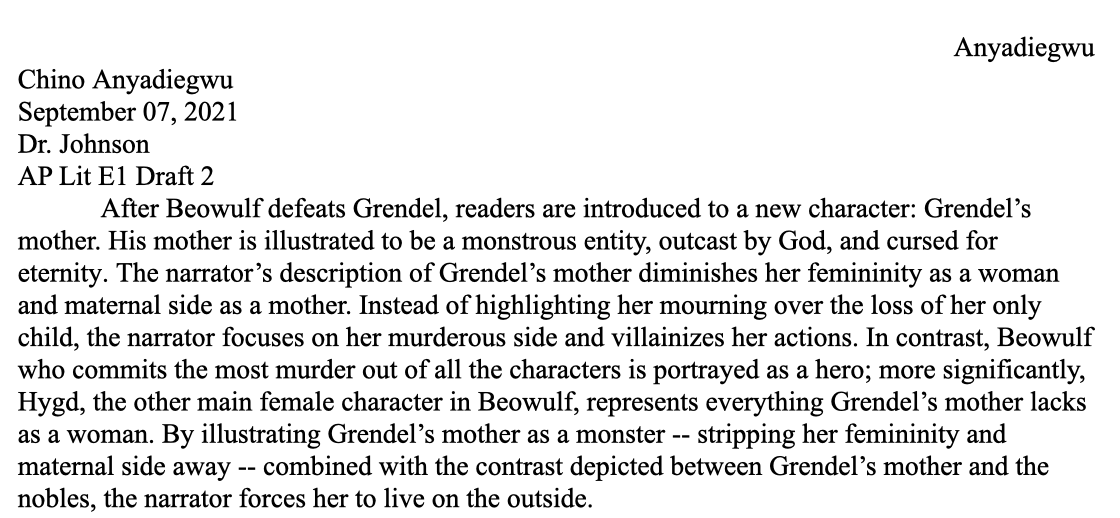 Anyadiegwu
Chino Anyadiegwu
September 07, 2021
Dr. Johnson
AP Lit E1 Draft 2
After Beowulf defeats Grendel, readers are introduced to a new character: Grendel’s
mother. His mother is illustrated to be a monstrous entity, outcast by God, and cursed for
eternity. The narrator’s description of Grendel’s mother diminishes her femininity as a woman
and maternal side as a mother. Instead of highlighting her mourning over the loss of her only
child, the narrator focuses on her murderous side and villainizes her actions. In contrast, Beowulf
who commits the most murder out of all the characters is portrayed as a hero; more significantly,
Hygd, the other main female character in Beowulf, represents everything Grendel’s mother lacks
as a woman. By illustrating Grendel’s mother as a monster -- stripping her femininity and
maternal side away -- combined with the contrast depicted between Grendel’s mother and the
nobles, the narrator forces her to live on the outside.